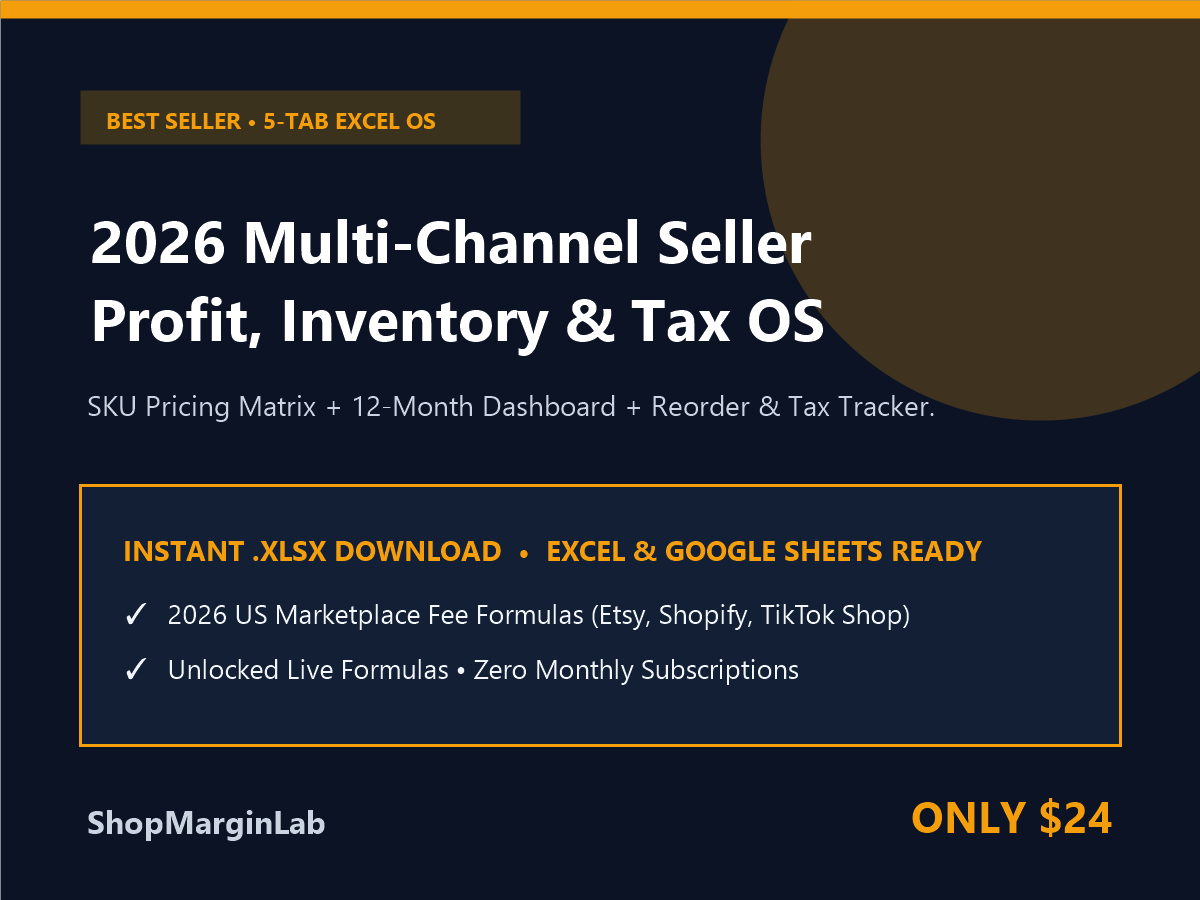 BEST SELLER • 5-TAB EXCEL OS
2026 Multi-Channel Seller
Profit, Inventory & Tax OS
SKU Pricing Matrix + 12-Month Dashboard + Reorder & Tax Tracker.
INSTANT .XLSX DOWNLOAD • EXCEL & GOOGLE SHEETS READY
✓ 2026 US Marketplace Fee Formulas (Etsy, Shopify, TikTok Shop)
✓ Unlocked Live Formulas • Zero Monthly Subscriptions
ShopMarginLab
ONLY $24